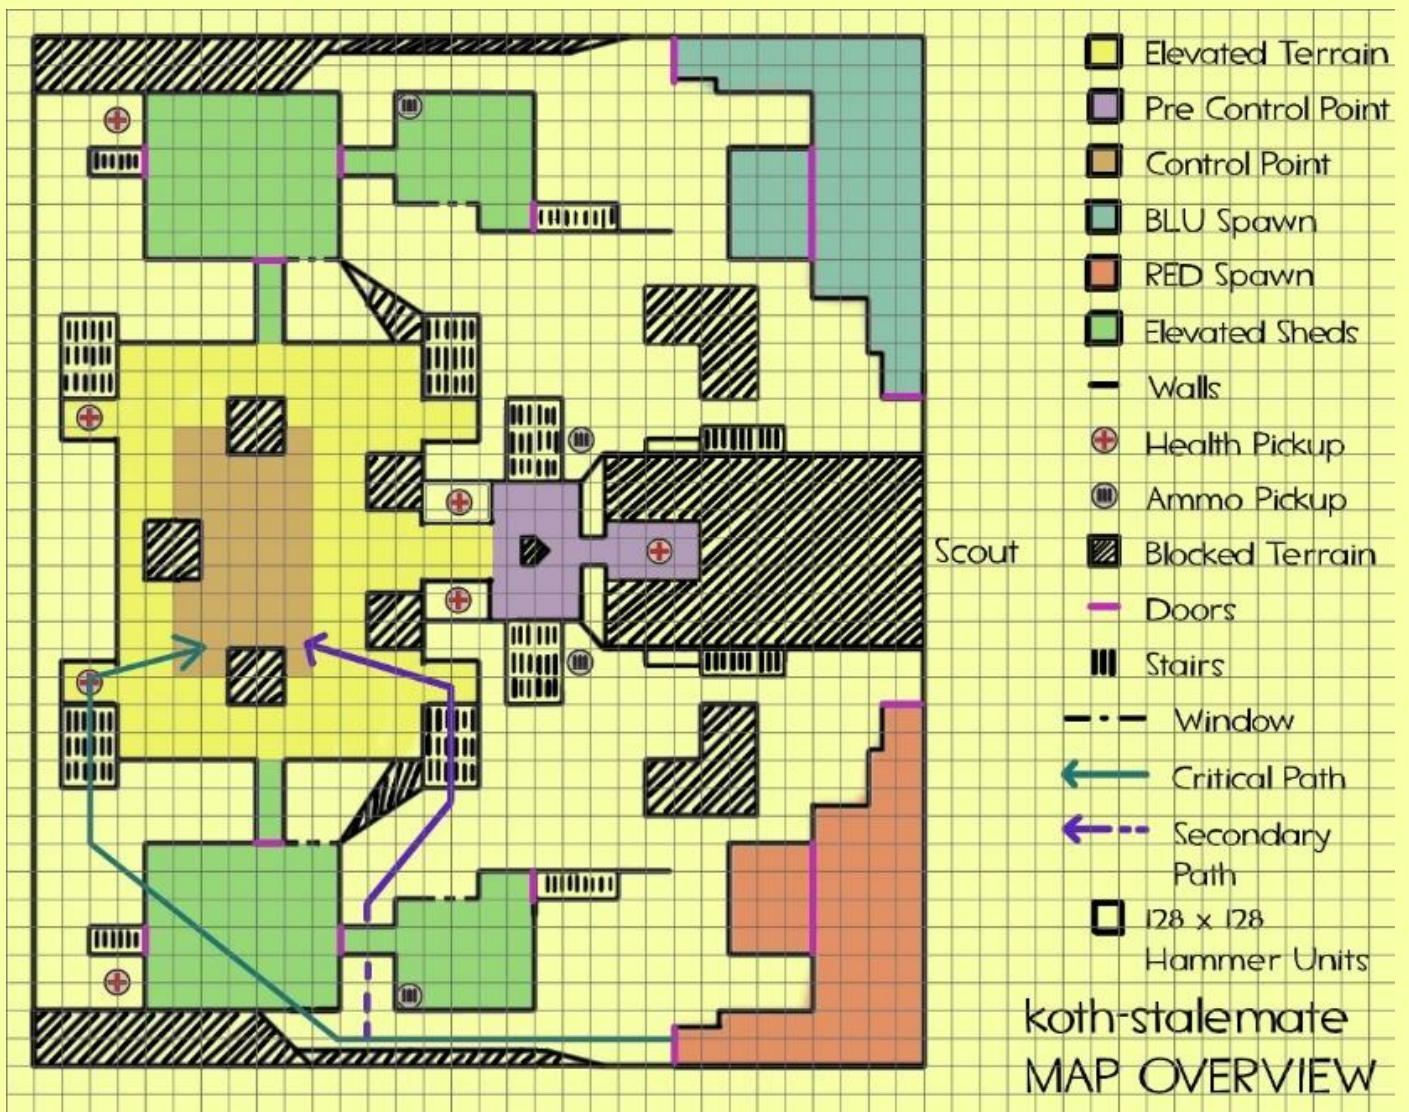 Elevated Terrain
Pre Control Point
Control Point
BLU Spawn
RED Spawn
Elevated Sheds
Walls
Health Pickup
Ammo Pickup
Scout
Blocked Terrain
Doors
Stairs
Window
Critical Path
Secondary
Path
128 x 128
Hammer Units
koth-stalemate
MAP OVERVIEW